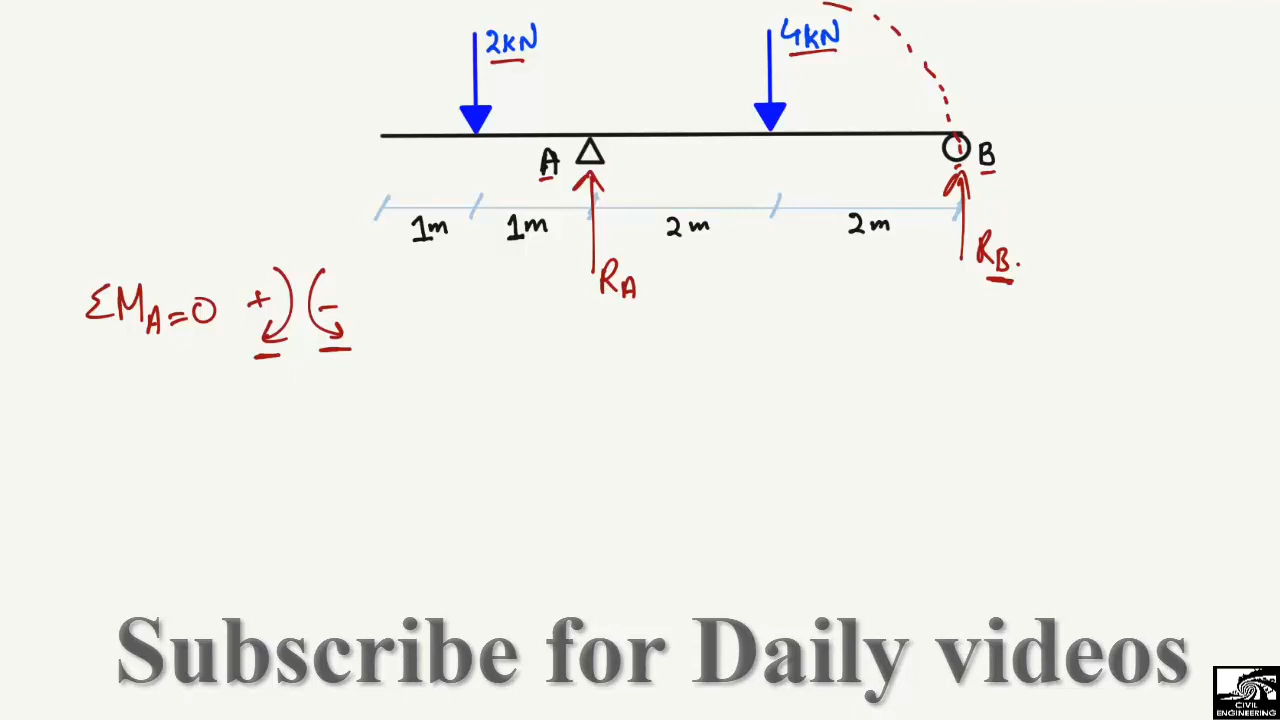 2kN
4kN
A
B
1m 1m 2m 2m
RA
RB.
ΣMA=0 + -
Subscribe for Daily videos
CIVIL
ENGINEERING